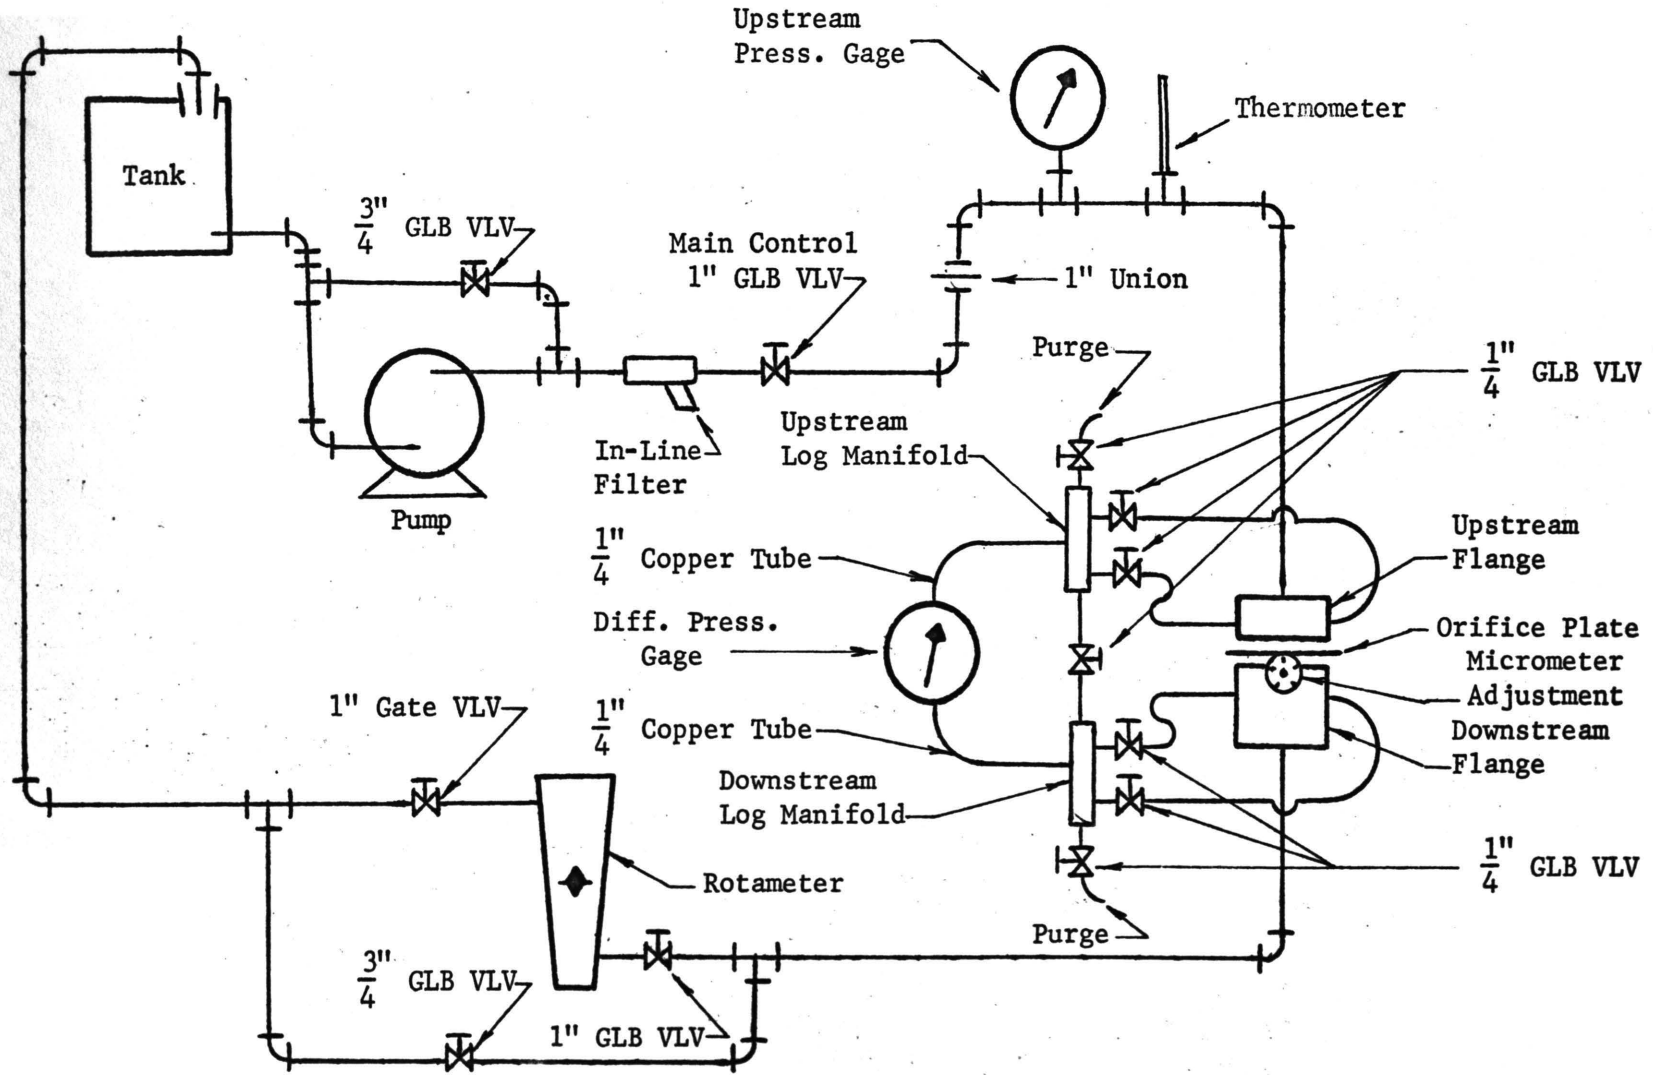 Upstream
Press. Gage
Thermometer
Tank
3/4" GLB VLV
Main Control
1" GLB VLV
1" Union
Purge
1/4" GLB VLV
Upstream
Log Manifold
In-Line
Filter
Pump
1/4" Copper Tube
Upstream
Flange
Diff. Press.
Gage
Orifice Plate
Micrometer
Adjustment
1" Gate VLV
1/4" Copper Tube
Downstream
Flange
Downstream
Log Manifold
Rotameter
1/4" GLB VLV
Purge
3/4" GLB VLV
1" GLB VLV